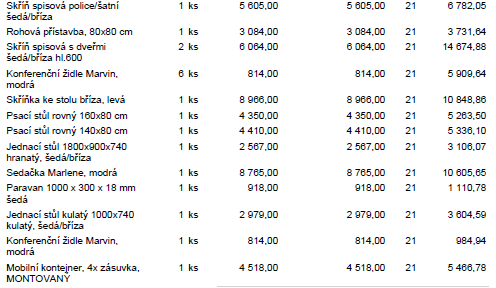 Skříň spisová police/šatní 1 ks 5 605,00 5 605,00 21 6 782,05
šedá/bříza
Rohová přístavba, 80x80 cm 1 ks 3 084,00 3 084,00 21 3 731,64
Skříň spisová s dveřmi 2 ks 6 064,00 6 064,00 21 14 674,88
šedá/bříza hl.600
Konferenční židle Marvin, 6 ks 814,00 814,00 21 5 909,64
modrá
Skříňka ke stolu bříza, levá 1 ks 8 966,00 8 966,00 21 10 848,86
Psací stůl rovný 160x80 cm 1 ks 4 350,00 4 350,00 21 5 263,50
Psací stůl rovný 140x80 cm 1 ks 4 410,00 4 410,00 21 5 336,10
Jednací stůl 1800x900x740 1 ks 2 567,00 2 567,00 21 3 106,07
hranatý, šedá/bříza
Sedačka Marlene, modrá 1 ks 8 765,00 8 765,00 21 10 605,65
Paravan 1000 x 300 x 18 mm 1 ks 918,00 918,00 21 1 110,78
šedá
Jednací stůl kulatý 1000x740 1 ks 2 979,00 2 979,00 21 3 604,59
kulatý, šedá/bříza
Konferenční židle Marvin, 1 ks 814,00 814,00 21 984,94
modrá
Mobilní kontejner, 4x zásuvka, 1 ks 4 518,00 4 518,00 21 5 466,78
MONTOVANÝ